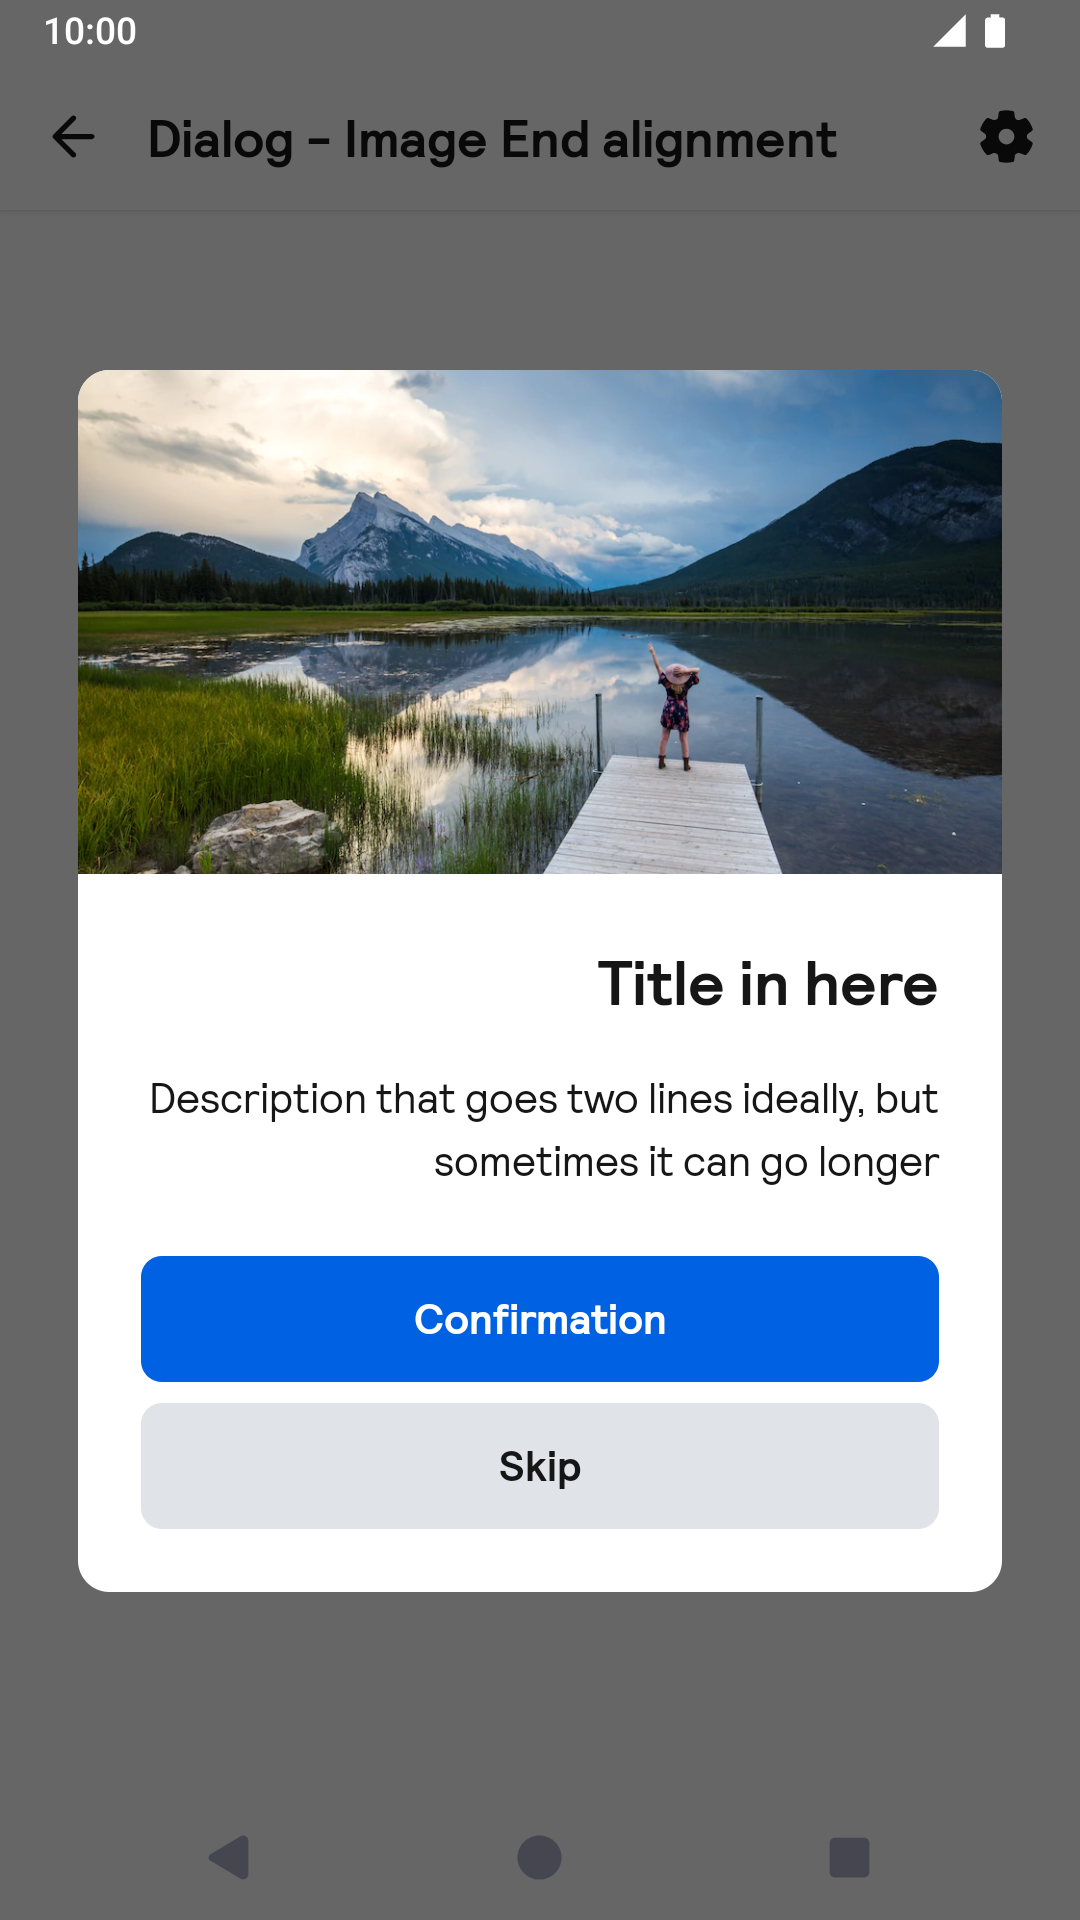 10:00
Dialog - Image End alignment
Title in here
Description that goes two lines ideally, but
sometimes it can go longer
Confirmation
Skip